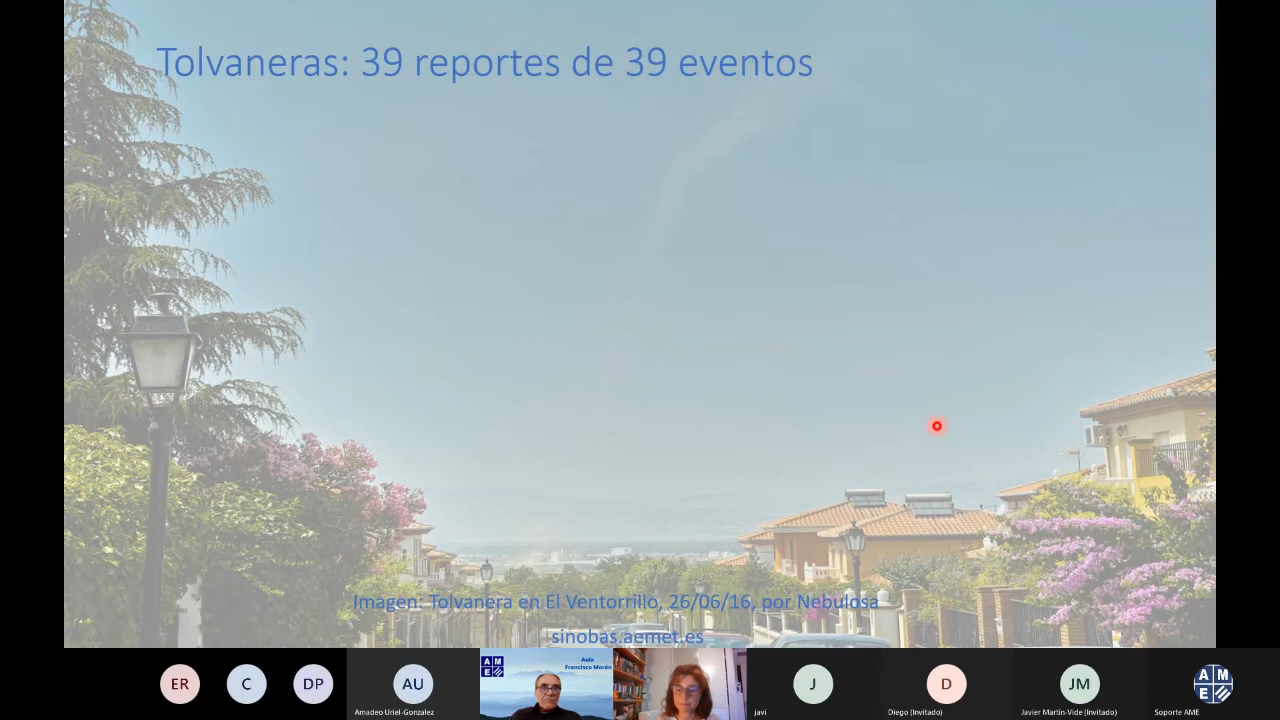 Tolvaneras: 39 reportes de 39 eventos
Imagen: Tolvanera en El Ventorrillo, 26/06/16, por Nebulosa
sinobas.aemet.es
ER
C
DP
AU
Amadeo Uriel-Gonzalez
A M
E
Aula
Francisco Morán
J
javi
D
Diego (Invitado)
JM
Javier Martín-Vide (Invitado)
A M
E
Soporte AME